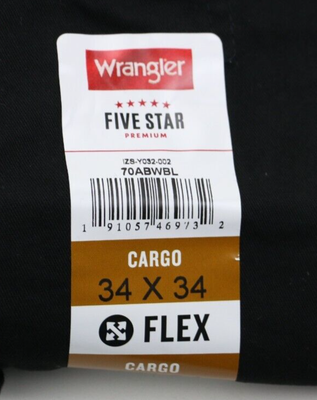 Wrangler
FIVE STAR
PREMIUM
IZS-Y032-002
70ABWBL
1 91057 46973 2
CARGO
34 X 34
FLEX
CARGO